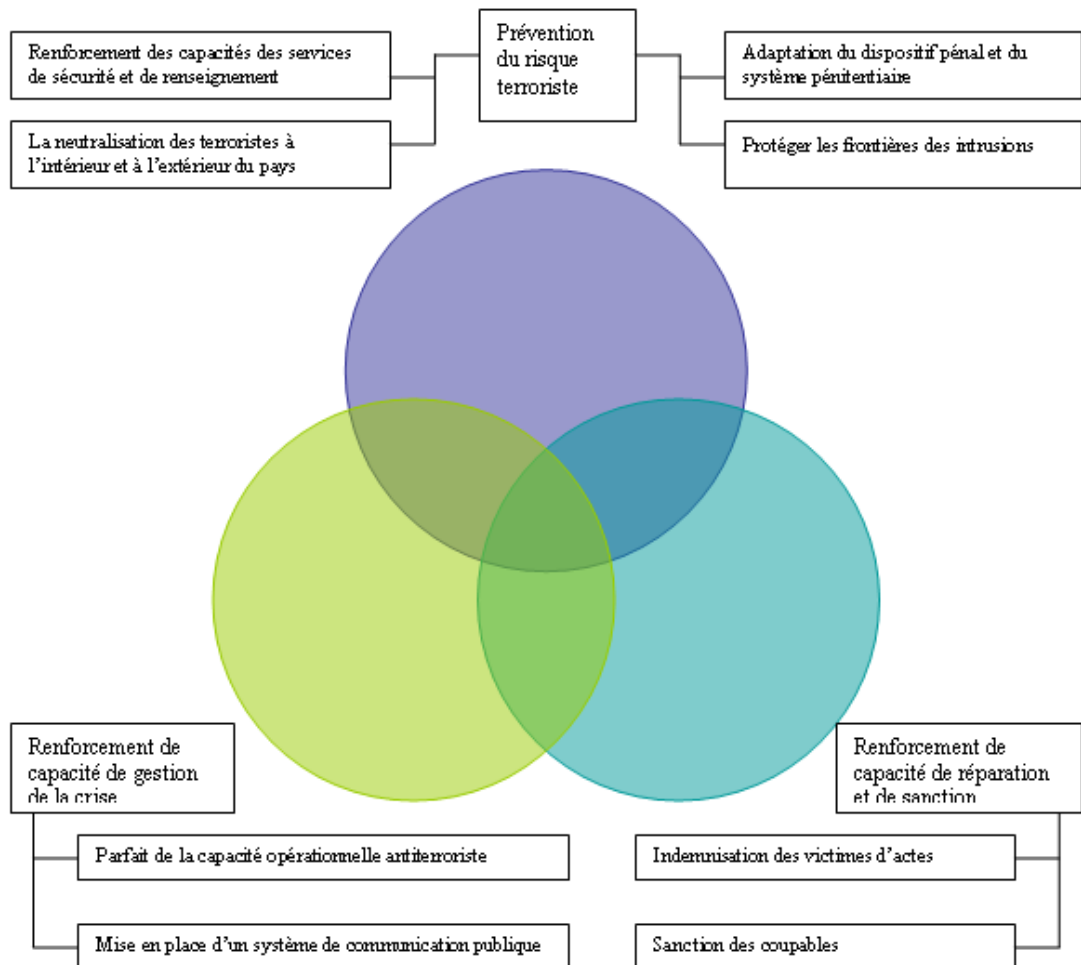 Renforcement des capacités des services
de sécurité et de renseignement
La neutralisation des terroristes à
l'intérieur et à l'extérieur du pays
Prévention
du risque
terroriste
Adaptation du dispositif pénal et du
système pénitentiaire
Protéger les frontières des intrusions
Renforcement de
capacité de gestion
de la crise
Parfait de la capacité opérationnelle antiterroriste
Mise en place d'un système de communication publique
Renforcement de
capacité de réparation
et de sanction
Indemnisation des victimes d'actes
Sanction des coupables